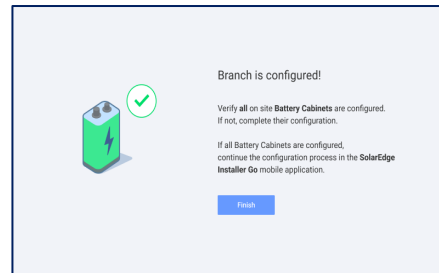 Branch is configured!
Verify all on site Battery Cabinets are configured.
If not, complete their configuration.
If all Battery Cabinets are configured,
continue the configuration process in the SolarEdge
Installer Go mobile application.
Finish